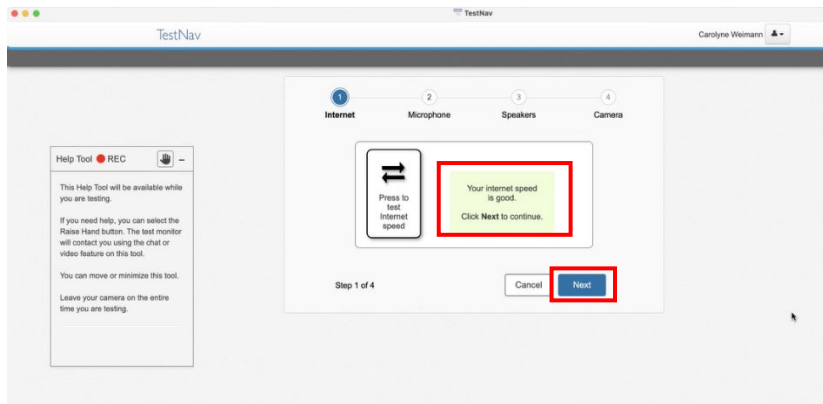 TestNav
TestNav
Carolyne Weimann
1
2
3
4
Internet
Microphone
Speakers
Camera
Help Tool REC
This Help Tool will be available while
you are testing.
If you need help, you can select the
Raise Hand button. The test monitor
will contact you using the chat or
video feature on this tool.
You can move or minimize this tool.
Leave your camera on the entire
time you are testing.
Press to
test
Internet
speed
Your internet speed
is good.
Click Next to continue.
Step 1 of 4
Cancel
Next